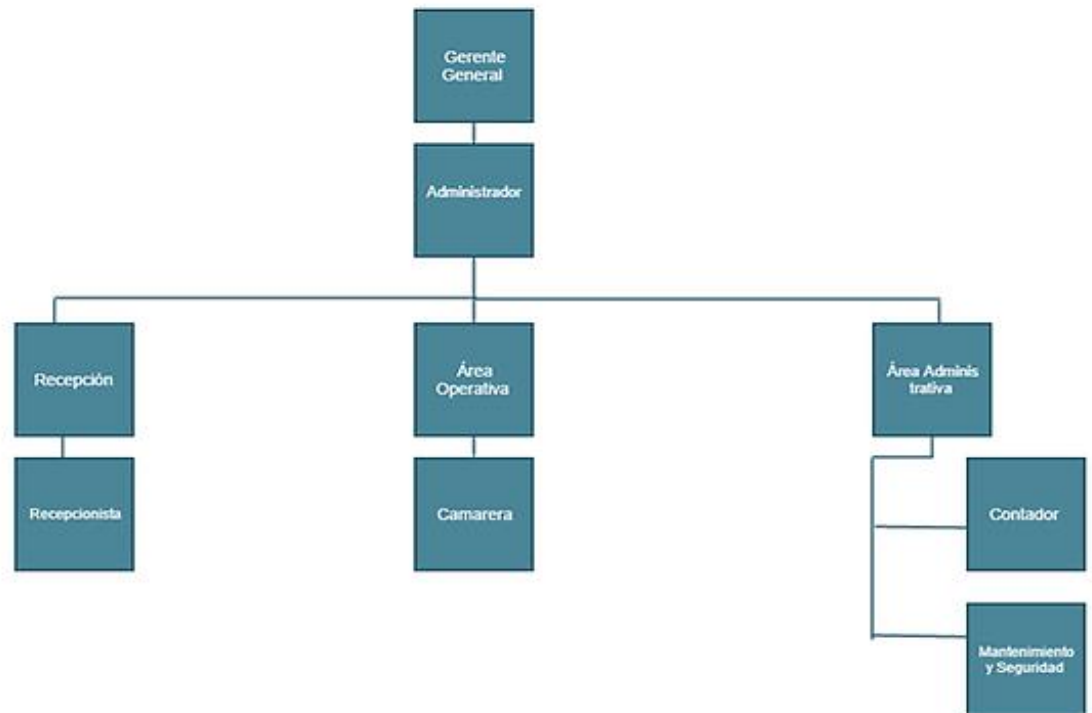 Gerente
General
Administrador
Recepción
Área
Operativa
Área Adminis
trativa
Recepcionista
Camarera
Contador
Mantenimiento
y Seguridad